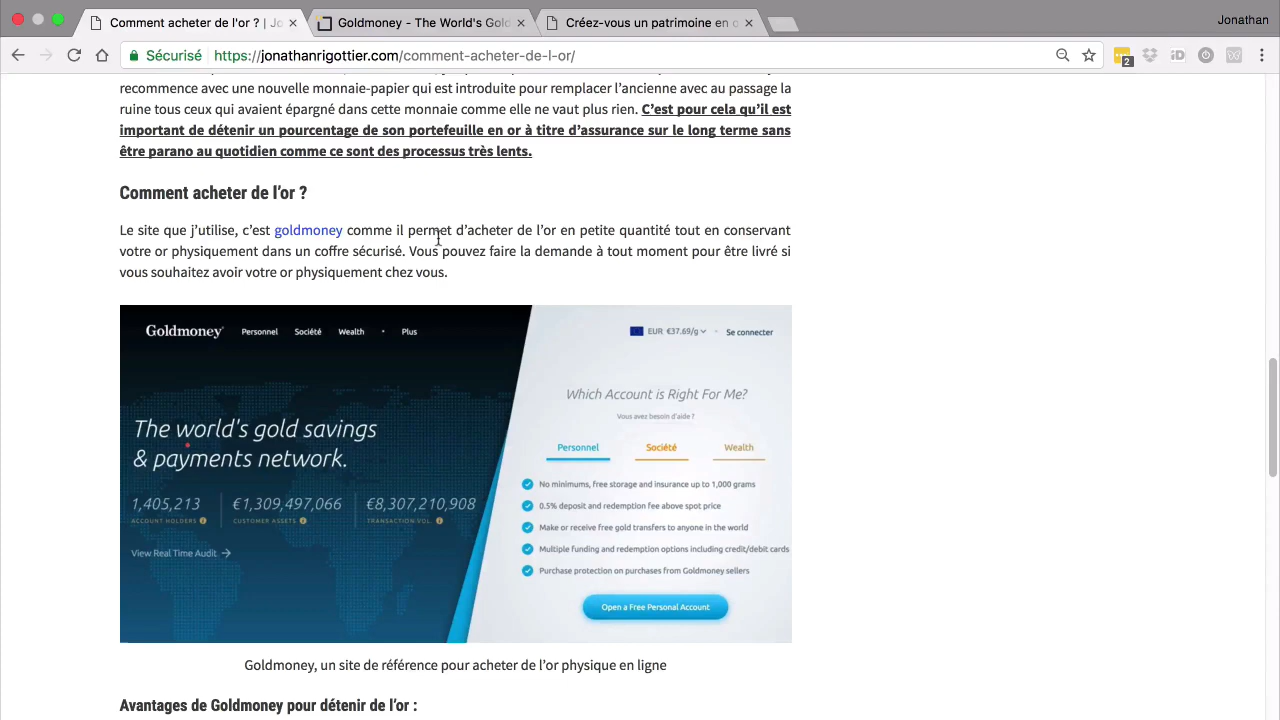 Comment acheter de l'or ? | Jo
Goldmoney - The World's Gold
Créez-vous un patrimoine en o
Jonathan
Sécurisé
https://jonathanrigottier.com/comment-acheter-de-l-or/
2
iD
recommence avec une nouvelle monnaie-papier qui est introduite pour remplacer l'ancienne avec au passage la
ruine tous ceux qui avaient épargné dans cette monnaie comme elle ne vaut plus rien. C'est pour cela qu'il est
important de détenir un pourcentage de son portefeuille en or à titre d'assurance sur le long terme sans
être parano au quotidien comme ce sont des processus très lents.
Comment acheter de l'or ?
Le site que j'utilise, c'est goldmoney comme il permet d'acheter de l'or en petite quantité tout en conservant
votre or physiquement dans un coffre sécurisé. Vous pouvez faire la demande à tout moment pour être livré si
vous souhaitez avoir votre or physiquement chez vous.
Goldmoney Personnel Société Wealth • Plus
EUR €37.69/g Se connecter
Which Account is Right For Me?
Vous avez besoin d'aide ?
Personnel Société Wealth
The world's gold savings
& payments network.
No minimums, free storage and insurance up to 1,000 grams
0.5% deposit and redemption fee above spot price
Make or receive free gold transfers to anyone in the world
Multiple funding and redemption options including credit/debit cards
Purchase protection on purchases from Goldmoney sellers
1,405,213 €1,309,497,066 €8,307,210,908
ACCOUNT HOLDERS CUSTOMER ASSETS TRANSACTION VOL.
View Real Time Audit
Open a Free Personal Account
Goldmoney, un site de référence pour acheter de l'or physique en ligne
Avantages de Goldmoney pour détenir de l'or :